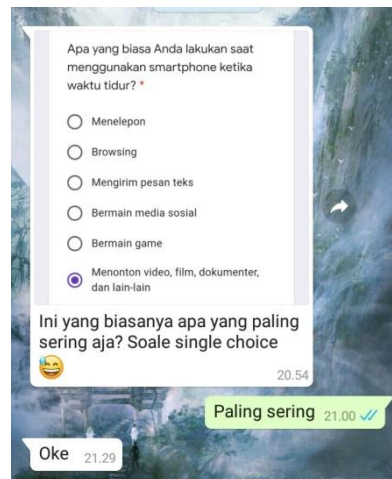 Apa yang biasa Anda lakukan saat
menggunakan smartphone ketika
waktu tidur? *
Menelepon
Browsing
Mengirim pesan teks
Bermain media sosial
Bermain game
Menonton video, film, dokumenter,
dan lain-lain
Ini yang biasanya apa yang paling
sering aja? Soale single choice
😅
20.54
Paling sering 21.00
Oke 21.29